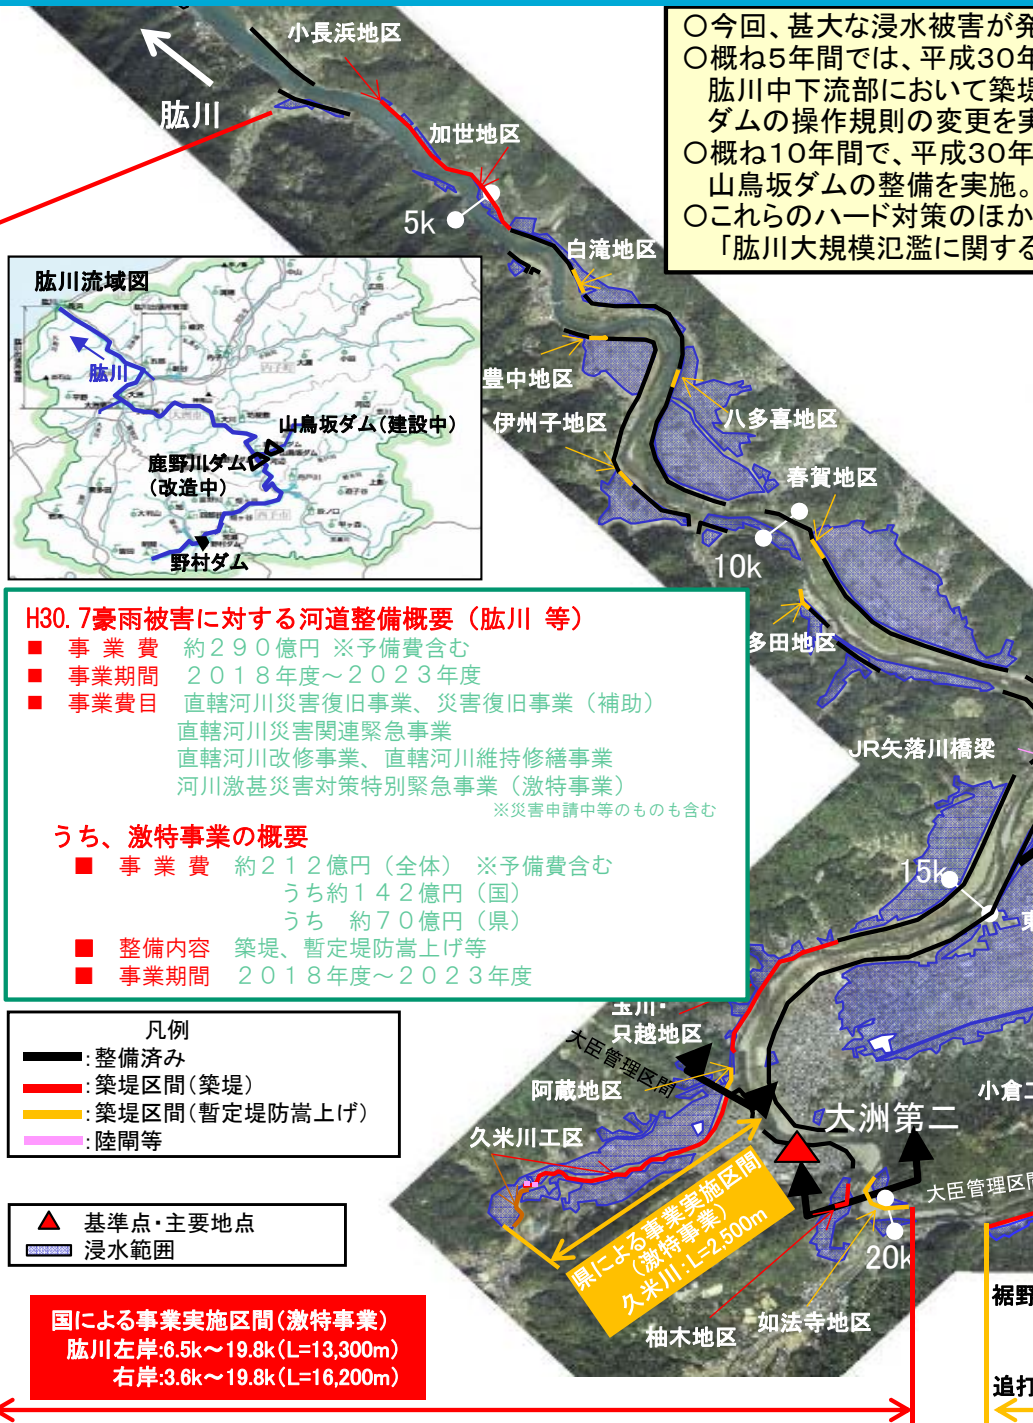 ○今回、甚大な浸水被害が発
○概ね5年間では、平成30年
肱川中下流部において築堤
ダムの操作規則の変更を実
○概ね10年間で、平成30年
山鳥坂ダムの整備を実施。
○これらのハード対策のほか
「肱川大規模氾濫に関する
小長浜地区
肱川
加世地区
5k
白滝地区
豊中地区
伊州子地区
八多喜地区
春賀地区
10k
多田地区
JR矢落川橋梁
15k
東
肱川流域図
肱川
山鳥坂ダム(建設中)
鹿野川ダム
(改造中)
野村ダム
H30.7豪雨被害に対する河道整備概要（肱川 等）
■ 事 業 費 約２９０億円 ※予備費含む
■ 事業期間 ２０１８年度～２０２３年度
■ 事業費目 直轄河川災害復旧事業、災害復旧事業（補助）
直轄河川災害関連緊急事業
直轄河川改修事業、直轄河川維持修繕事業
河川激甚災害対策特別緊急事業（激特事業）
※災害申請中等のものも含む
うち、激特事業の概要
■ 事 業 費 約２１２億円（全体） ※予備費含む
うち約１４２億円（国）
うち 約７０億円（県）
■ 整備内容 築堤、暫定堤防嵩上げ等
■ 事業期間 ２０１８年度～２０２３年度
凡例
:整備済み
:築堤区間(築堤)
:築堤区間(暫定堤防嵩上げ)
:陸閘等
基準点・主要地点
浸水範囲
玉川・
只越地区
大臣管理区間
阿蔵地区
久米川工区
小倉工
大洲第二
大臣管理区間
20k
県による事業実施区間
(激特事業)
久米川:L=2,500m
柚木地区
如法寺地区
裾野
追打
国による事業実施区間(激特事業)
肱川左岸:6.5k～19.8k(L=13,300m)
右岸:3.6k～19.8k(L=16,200m)